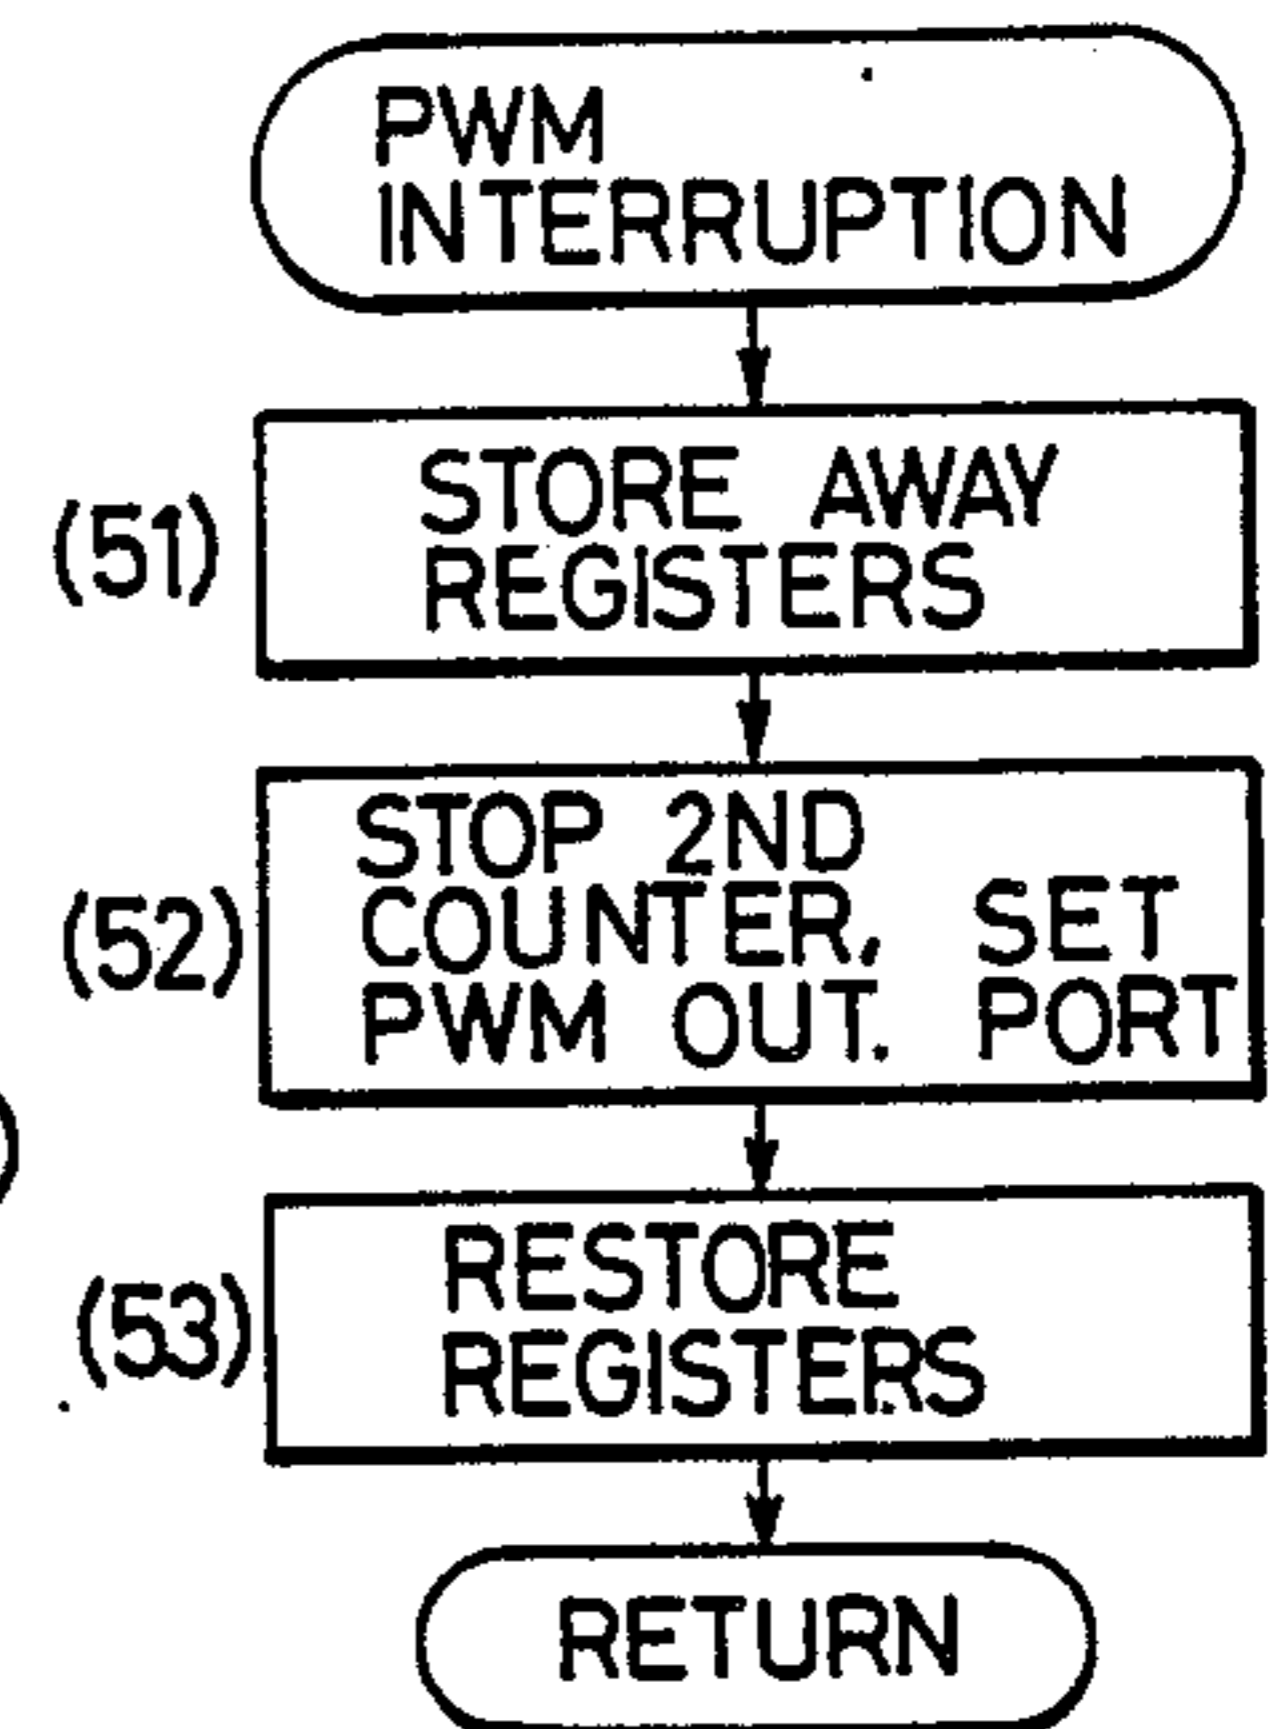 PWM
INTERRUPTION
(51)
STORE AWAY
REGISTERS
(52)
STOP 2ND
COUNTER, SET
PWM OUT. PORT
(53)
RESTORE
REGISTERS
RETURN